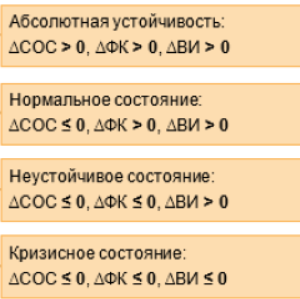 Абсолютная устойчивость:
∆СОС > 0, ∆ФК > 0, ∆ВИ > 0
Нормальное состояние:
∆СОС ≤ 0, ∆ФК > 0, ∆ВИ > 0
Неустойчивое состояние:
∆СОС ≤ 0, ∆ФК ≤ 0, ∆ВИ > 0
Кризисное состояние:
∆СОС ≤ 0, ∆ФК ≤ 0, ∆ВИ ≤ 0